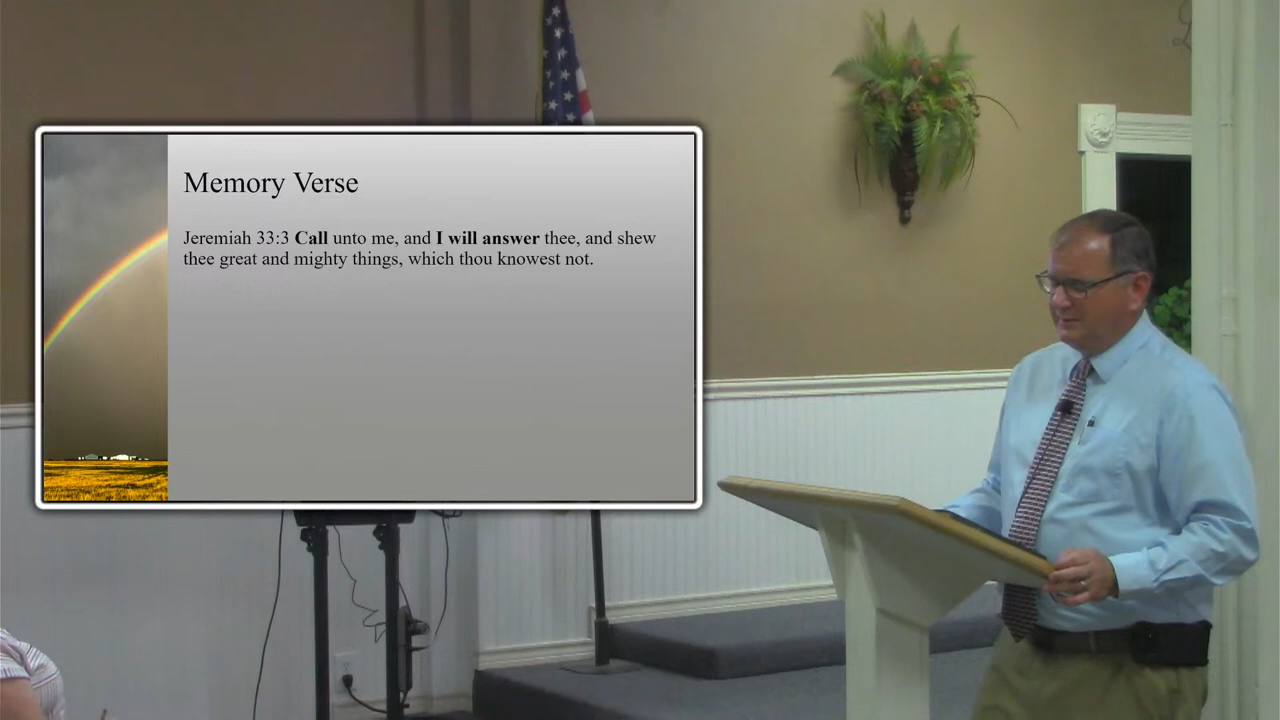 Memory Verse
Jeremiah 33:3 Call unto me, and I will answer thee, and shew
thee great and mighty things, which thou knowest not.